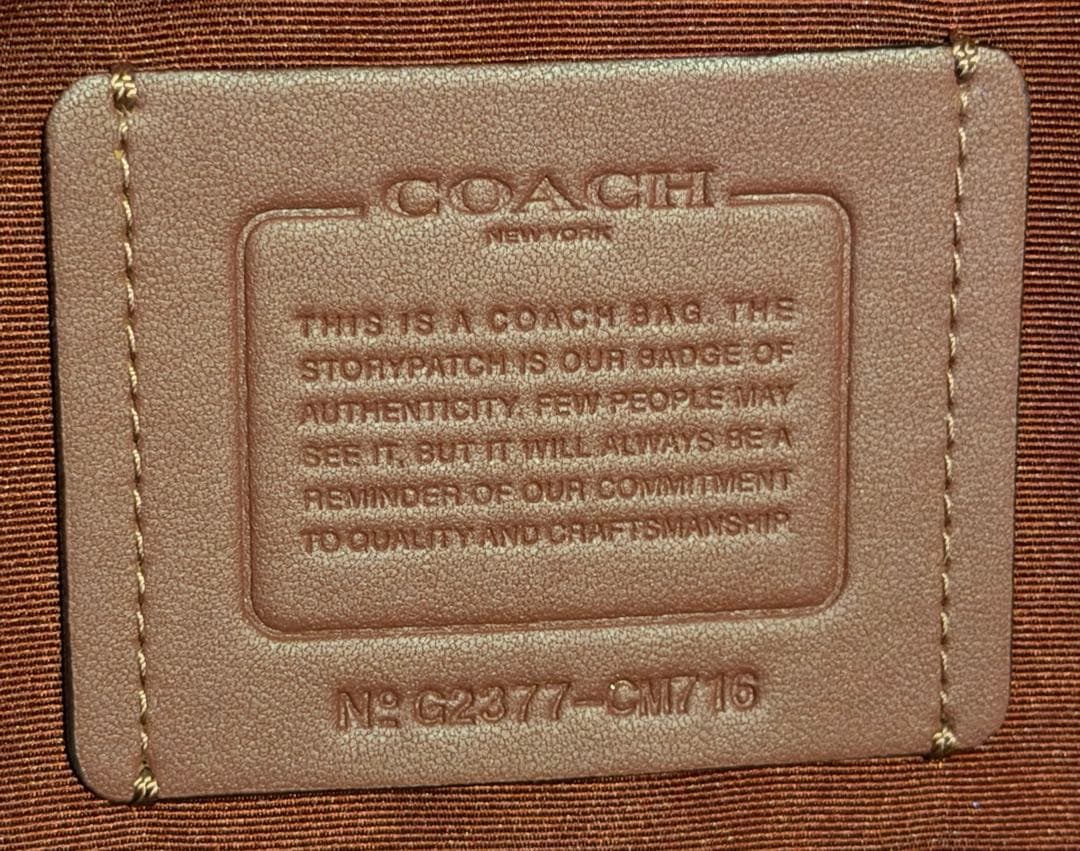 COACH
NEW YORK
THIS IS A COACH BAG. THE
STORYPATCH IS OUR BADGE OF
AUTHENTICITY. FEW PEOPLE MAY
SEE IT, BUT IT WILL ALWAYS BE A
REMINDER OF OUR COMMITMENT
TO QUALITY AND CRAFTSMANSHIP.
Nº G2377-CM716